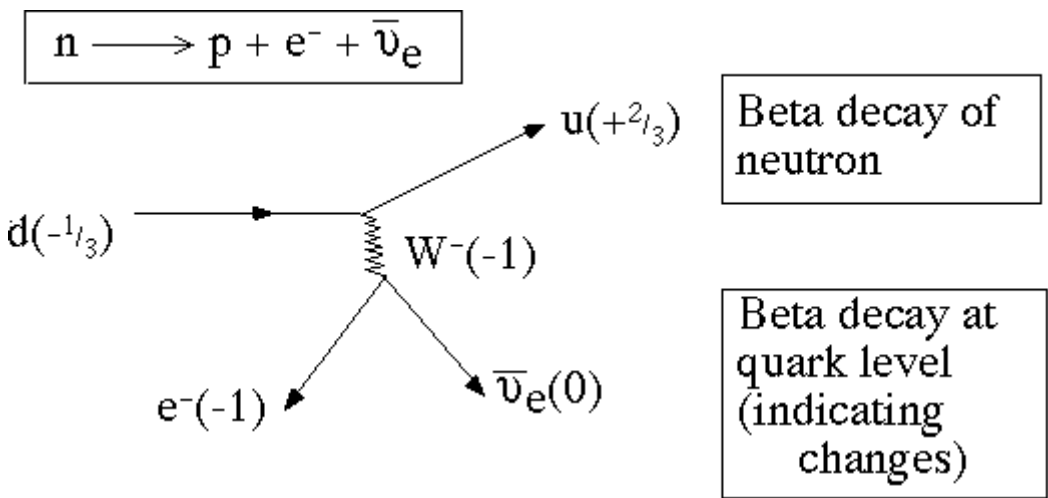 n ⟶ p + e⁻ + ν̅ₑ
u(+²/₃)
Beta decay of
neutron
d(-¹/₃)
W⁻(-1)
e⁻(-1)
ν̅ₑ(0)
Beta decay at
quark level
(indicating
changes)